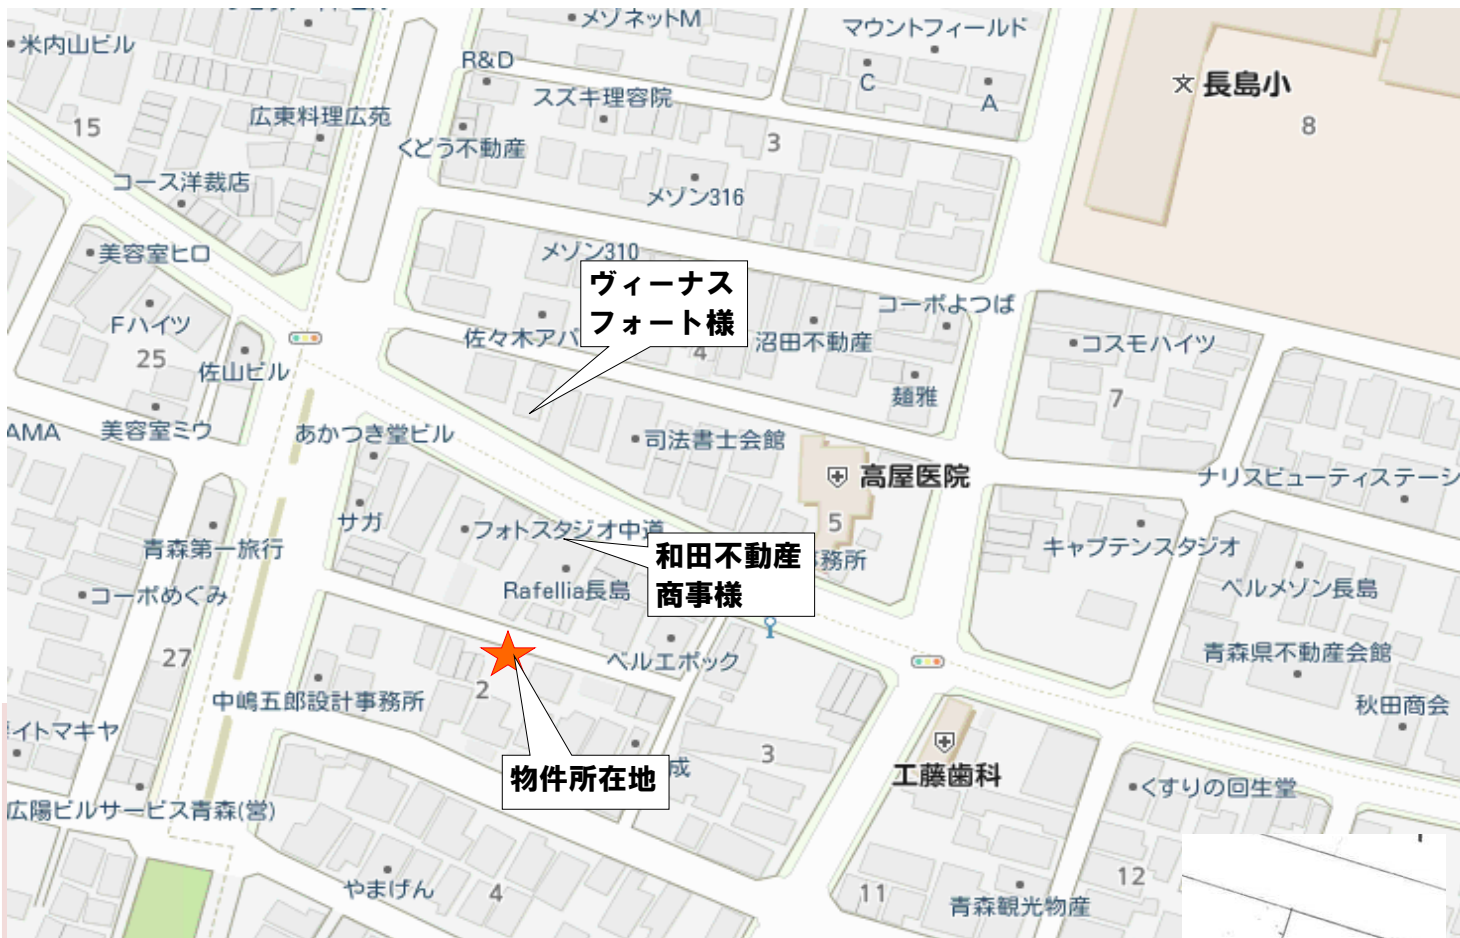 メゾネットM
マウントフィールド
米内山ビル
R&D
C
A
文 長島小
スズキ理容院
広東料理広苑
15
8
くどう不動産
3
コース洋裁店
メゾン316
美容室ヒロ
メゾン310
ヴィーナス
フォート様
コーポよつば
Fハイツ
佐々木アパ
沼田不動産
コスモハイツ
25
4
佐山ビル
麺雅
7
AMA
美容室ミウ
あかつき堂ビル
司法書士会館
高屋医院
ナリスビューティステーシ
サガ
フォトスタジオ中道
5
青森第一旅行
和田不動産
商事様
務所
キャプテンスタジオ
コーポめぐみ
Rafellia長島
ベルメゾン長島
27
ベルエポック
青森県不動産会館
2
中嶋五郎設計事務所
秋田商会
イトマキヤ
物件所在地
成
3
工藤歯科
くすりの回生堂
広陽ビルサービス青森(営)
やまげん
4
11
12
青森観光物産